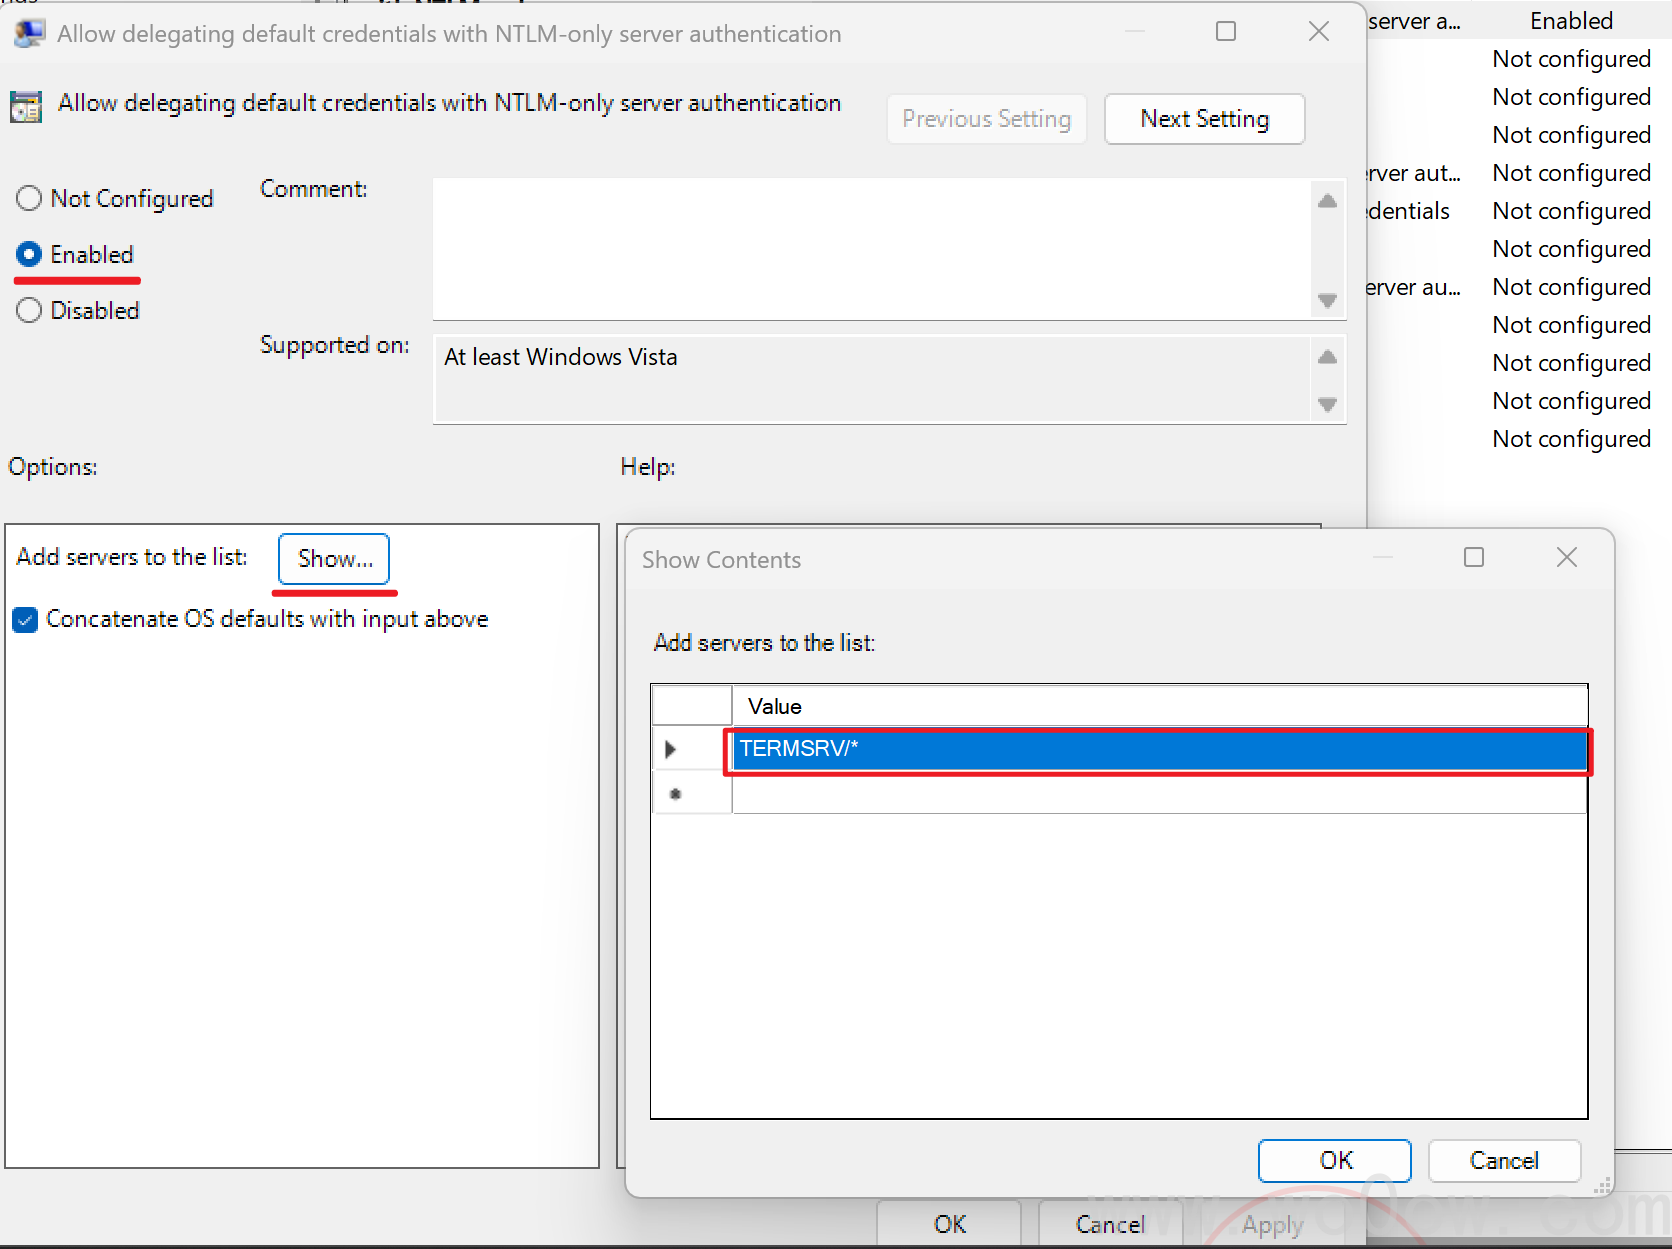 Allow delegating default credentials with NTLM-only server authentication
Allow delegating default credentials with NTLM-only server authentication
Previous Setting
Next Setting
Not Configured
Enabled
Disabled
Comment:
Supported on:
At least Windows Vista
Options:
Help:
Add servers to the list:
Show...
Concatenate OS defaults with input above
Show Contents
Add servers to the list:
Value
TERMSRV/*
OK
Cancel
OK
Cancel
Apply
server a... Enabled
Not configured
Not configured
Not configured
erver aut... Not configured
edentials Not configured
Not configured
erver au... Not configured
Not configured
Not configured
Not configured
Not configured